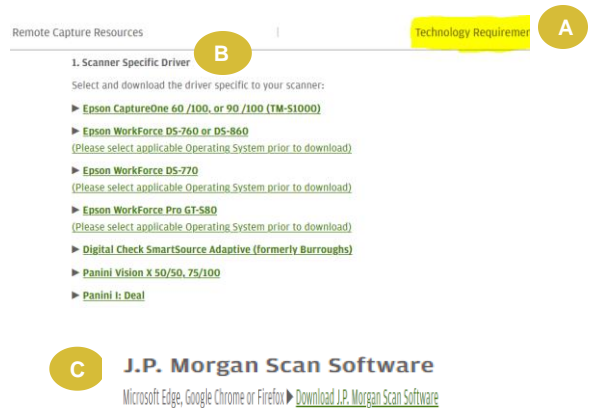 Remote Capture Resources | Technology Requiremen A
B
1. Scanner Specific Driver
Select and download the driver specific to your scanner:
► Epson CaptureOne 60 /100, or 90 /100 (TM-S1000)
► Epson WorkForce DS-760 or DS-860
(Please select applicable Operating System prior to download)
► Epson WorkForce DS-770
(Please select applicable Operating System prior to download)
► Epson WorkForce Pro GT-S80
(Please select applicable Operating System prior to download)
► Digital Check SmartSource Adaptive (formerly Burroughs)
► Panini Vision X 50/50, 75/100
► Panini I: Deal
C J.P. Morgan Scan Software
Microsoft Edge, Google Chrome or Firefox ► Download J.P. Morgan Scan Software